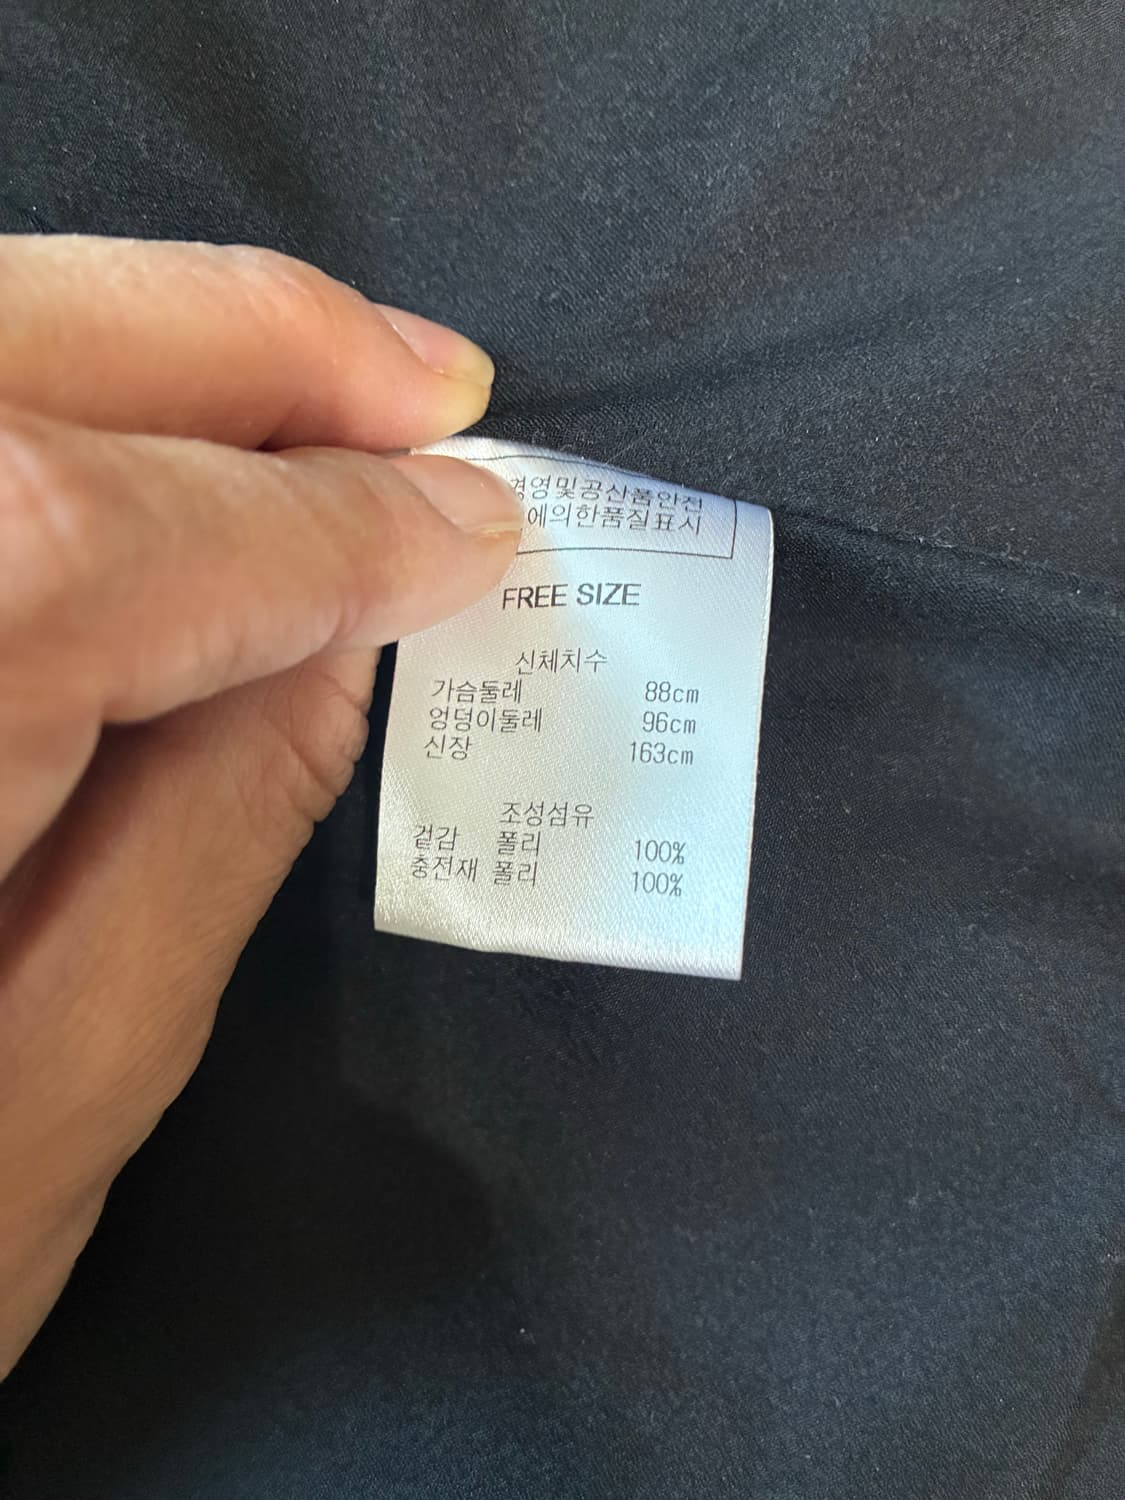 경영및공산품안전
에의한품질표시
FREE SIZE
신체치수
가슴둘레 88cm
엉덩이둘레 96cm
신장 163cm
조성섬유
겉감 폴리 100%
충전재 폴리 100%